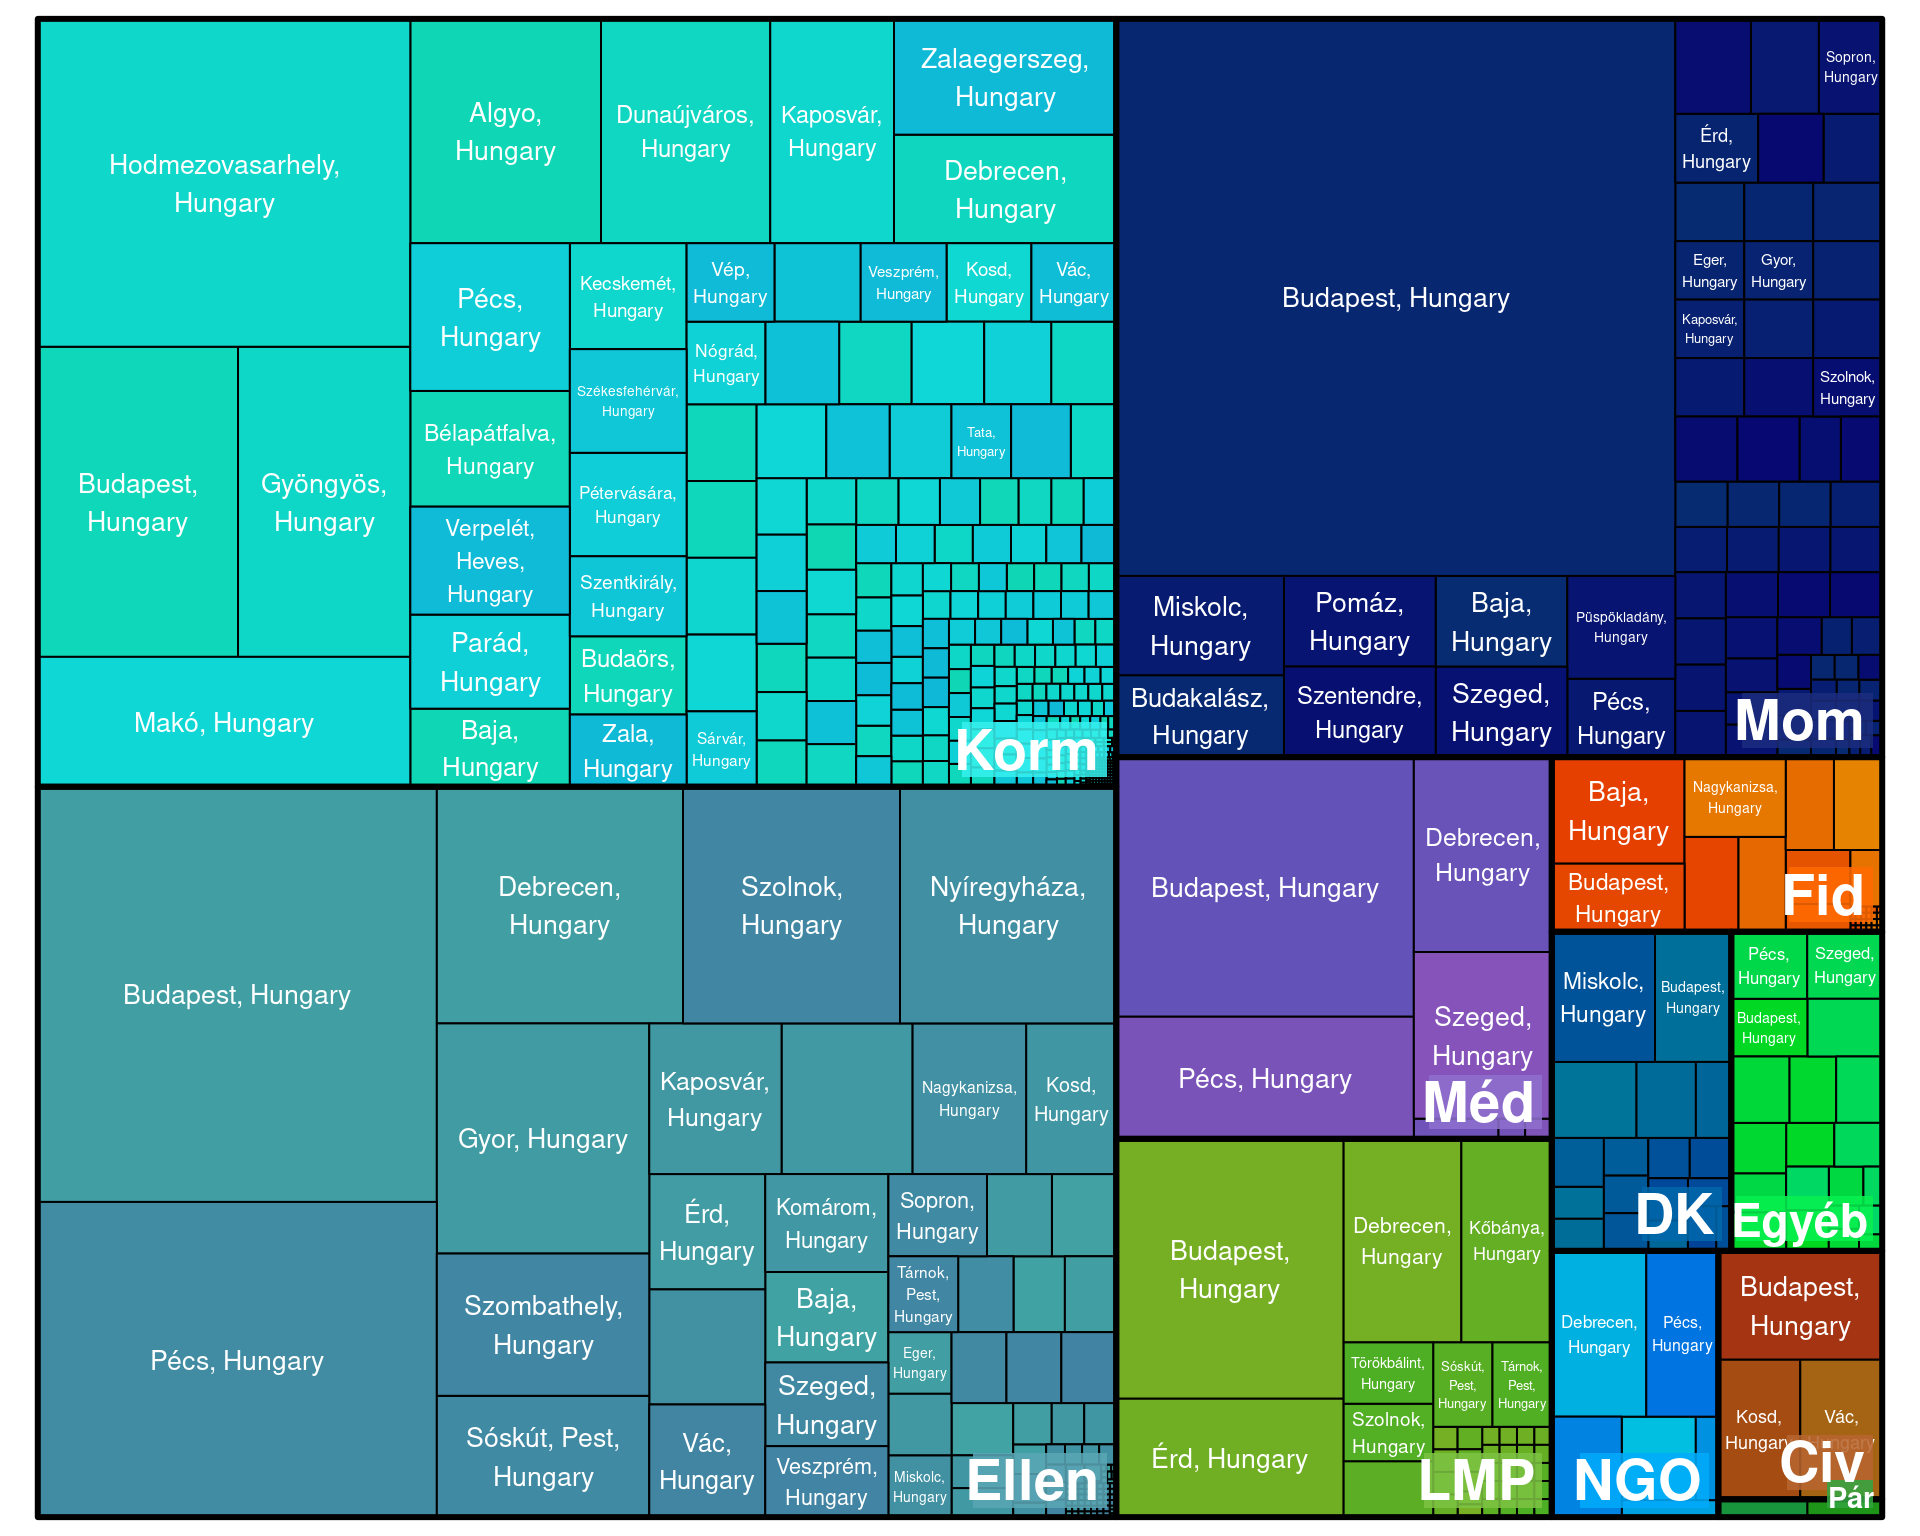 Hodmezovasarhely,
Hungary
Budapest,
Hungary
Gyöngyös,
Hungary
Makó, Hungary
Algyo,
Hungary
Dunaújváros,
Hungary
Kaposvár,
Hungary
Zalaegerszeg,
Hungary
Debrecen,
Hungary
Pécs,
Hungary
Bélapátfalva,
Hungary
Verpelét,
Heves,
Hungary
Parád,
Hungary
Baja,
Hungary
Kecskemét,
Hungary
Székesfehérvár,
Hungary
Pétervására,
Hungary
Szentkirály,
Hungary
Budaörs,
Hungary
Zala,
Hungary
Vép,
Hungary
Veszprém,
Hungary
Kosd,
Hungary
Vác,
Hungary
Nógrád,
Hungary
Tata,
Hungary
Sárvár,
Hungary
Korm
Budapest, Hungary
Sopron,
Hungary
Érd,
Hungary
Eger,
Hungary
Gyor,
Hungary
Kaposvár,
Hungary
Szolnok,
Hungary
Miskolc,
Hungary
Pomáz,
Hungary
Baja,
Hungary
Püspökladány,
Hungary
Budakalász,
Hungary
Szentendre,
Hungary
Szeged,
Hungary
Pécs,
Hungary
Mom
Budapest, Hungary
Pécs, Hungary
Debrecen,
Hungary
Szolnok,
Hungary
Nyíregyháza,
Hungary
Gyor, Hungary
Szombathely,
Hungary
Sóskút, Pest,
Hungary
Kaposvár,
Hungary
Nagykanizsa,
Hungary
Kosd,
Hungary
Érd,
Hungary
Vác,
Hungary
Komárom,
Hungary
Baja,
Hungary
Szeged,
Hungary
Veszprém,
Hungary
Sopron,
Hungary
Tárnok,
Pest,
Hungary
Eger,
Hungary
Miskolc,
Hungary
Ellen
Budapest, Hungary
Debrecen,
Hungary
Pécs, Hungary
Szeged,
Hungary
Méd
Baja,
Hungary
Nagykanizsa,
Hungary
Budapest,
Hungary
Fid
Miskolc,
Hungary
Budapest,
Hungary
DK
Pécs,
Hungary
Szeged,
Hungary
Budapest,
Hungary
Egyéb
Budapest,
Hungary
Érd, Hungary
Debrecen,
Hungary
Kőbánya,
Hungary
Törökbálint,
Hungary
Szolnok,
Hungary
Sóskút,
Pest,
Hungary
Tárnok,
Pest,
Hungary
LMP
Debrecen,
Hungary
Pécs,
Hungary
NGO
Budapest,
Hungary
Kosd,
Hungary
Vác,
Hungary
Civ
Pár